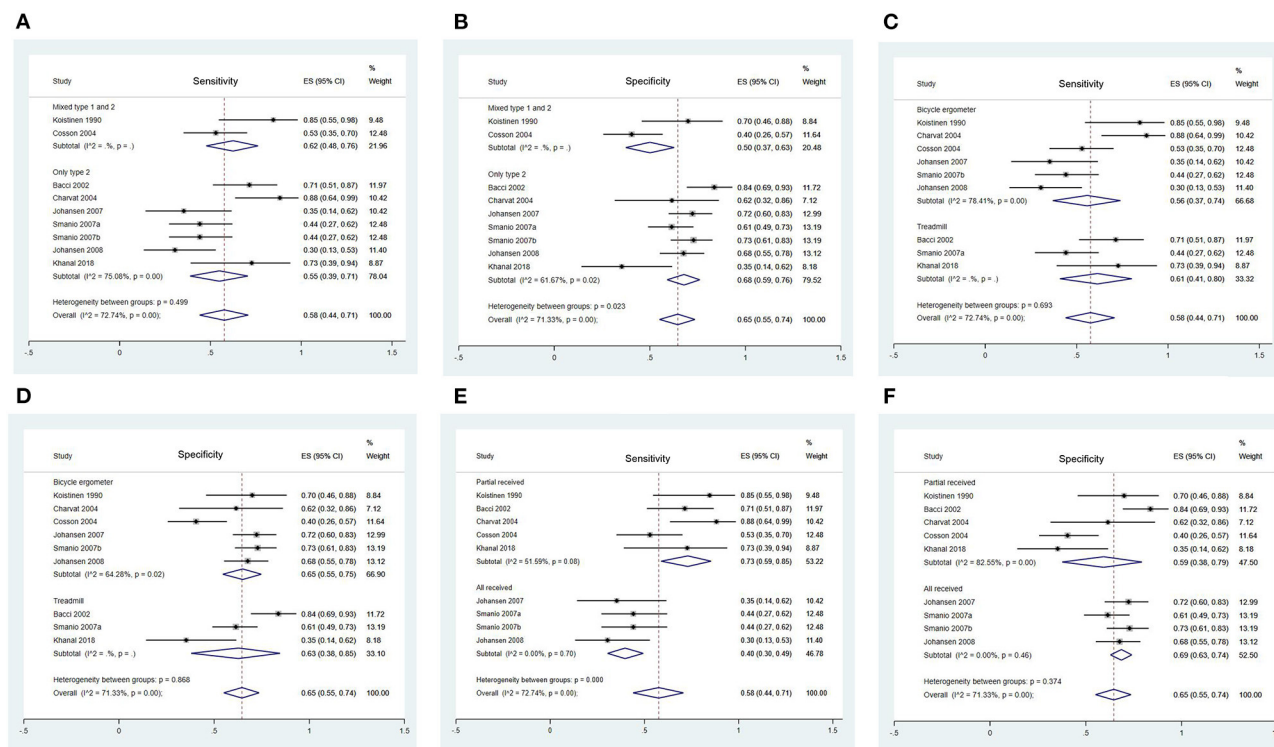 A
%
Study Sensitivity ES (95% CI) Weight
Mixed type 1 and 2
Koistinen 1990 0.85 (0.55, 0.98) 9.48
Cosson 2004 0.53 (0.35, 0.70) 12.48
Subtotal (I^2 = .%, p = .) 0.62 (0.48, 0.76) 21.96
Only type 2
Bacci 2002 0.71 (0.51, 0.87) 11.97
Charvat 2004 0.88 (0.64, 0.99) 10.42
Johansen 2007 0.35 (0.14, 0.62) 10.42
Smanio 2007a 0.44 (0.27, 0.62) 12.48
Smanio 2007b 0.44 (0.27, 0.62) 12.48
Johansen 2008 0.30 (0.13, 0.53) 11.40
Khanal 2018 0.73 (0.39, 0.94) 8.87
Subtotal (I^2 = 75.08%, p = 0.00) 0.55 (0.39, 0.71) 78.04
Heterogeneity between groups: p = 0.499
Overall (I^2 = 72.74%, p = 0.00); 0.58 (0.44, 0.71) 100.00
-.5 0 .5 1 1.5
B
%
Study Specificity ES (95% CI) Weight
Mixed type 1 and 2
Koistinen 1990 0.70 (0.46, 0.88) 8.84
Cosson 2004 0.40 (0.26, 0.57) 11.64
Subtotal (I^2 = .%, p = .) 0.50 (0.37, 0.63) 20.48
Only type 2
Bacci 2002 0.84 (0.69, 0.93) 11.72
Charvat 2004 0.62 (0.32, 0.86) 7.12
Johansen 2007 0.72 (0.60, 0.83) 12.99
Smanio 2007a 0.61 (0.49, 0.73) 13.19
Smanio 2007b 0.73 (0.61, 0.83) 13.19
Johansen 2008 0.68 (0.55, 0.78) 13.12
Khanal 2018 0.35 (0.14, 0.62) 8.18
Subtotal (I^2 = 61.67%, p = 0.02) 0.68 (0.59, 0.76) 79.52
Heterogeneity between groups: p = 0.023
Overall (I^2 = 71.33%, p = 0.00); 0.65 (0.55, 0.74) 100.00
-.5 0 .5 1 1.5
C
%
Study Sensitivity ES (95% CI) Weight
Bicycle ergometer
Koistinen 1990 0.85 (0.55, 0.98) 9.48
Charvat 2004 0.88 (0.64, 0.99) 10.42
Cosson 2004 0.53 (0.35, 0.70) 12.48
Johansen 2007 0.35 (0.14, 0.62) 10.42
Smanio 2007b 0.44 (0.27, 0.62) 12.48
Johansen 2008 0.30 (0.13, 0.53) 11.40
Subtotal (I^2 = 78.41%, p = 0.00) 0.56 (0.37, 0.74) 66.68
Treadmill
Bacci 2002 0.71 (0.51, 0.87) 11.97
Smanio 2007a 0.44 (0.27, 0.62) 12.48
Khanal 2018 0.73 (0.39, 0.94) 8.87
Subtotal (I^2 = .%, p = .) 0.61 (0.41, 0.80) 33.32
Heterogeneity between groups: p = 0.693
Overall (I^2 = 72.74%, p = 0.00); 0.58 (0.44, 0.71) 100.00
-.5 0 .5 1
D
%
Study Specificity ES (95% CI) Weight
Bicycle ergometer
Koistinen 1990 0.70 (0.46, 0.88) 8.84
Charvat 2004 0.62 (0.32, 0.86) 7.12
Cosson 2004 0.40 (0.26, 0.57) 11.64
Johansen 2007 0.72 (0.60, 0.83) 12.99
Smanio 2007b 0.73 (0.61, 0.83) 13.19
Johansen 2008 0.68 (0.55, 0.78) 13.12
Subtotal (I^2 = 64.28%, p = 0.02) 0.65 (0.55, 0.75) 66.90
Treadmill
Bacci 2002 0.84 (0.69, 0.93) 11.72
Smanio 2007a 0.61 (0.49, 0.73) 13.19
Khanal 2018 0.35 (0.14, 0.62) 8.18
Subtotal (I^2 = .%, p = .) 0.63 (0.38, 0.85) 33.10
Heterogeneity between groups: p = 0.868
Overall (I^2 = 71.33%, p = 0.00); 0.65 (0.55, 0.74) 100.00
-.5 0 .5 1 1.5
E
%
Study Sensitivity ES (95% CI) Weight
Partial received
Koistinen 1990 0.85 (0.55, 0.98) 9.48
Bacci 2002 0.71 (0.51, 0.87) 11.97
Charvat 2004 0.88 (0.64, 0.99) 10.42
Cosson 2004 0.53 (0.35, 0.70) 12.48
Khanal 2018 0.73 (0.39, 0.94) 8.87
Subtotal (I^2 = 51.59%, p = 0.08) 0.73 (0.59, 0.85) 53.22
All received
Johansen 2007 0.35 (0.14, 0.62) 10.42
Smanio 2007a 0.44 (0.27, 0.62) 12.48
Smanio 2007b 0.44 (0.27, 0.62) 12.48
Johansen 2008 0.30 (0.13, 0.53) 11.40
Subtotal (I^2 = 0.00%, p = 0.70) 0.40 (0.30, 0.49) 46.78
Heterogeneity between groups: p = 0.000
Overall (I^2 = 72.74%, p = 0.00); 0.58 (0.44, 0.71) 100.00
-.5 0 .5 1 1.5
F
%
Study Specificity ES (95% CI) Weight
Partial received
Koistinen 1990 0.70 (0.46, 0.88) 8.84
Bacci 2002 0.84 (0.69, 0.93) 11.72
Charvat 2004 0.62 (0.32, 0.86) 7.12
Cosson 2004 0.40 (0.26, 0.57) 11.64
Khanal 2018 0.35 (0.14, 0.62) 8.18
Subtotal (I^2 = 82.55%, p = 0.00) 0.59 (0.38, 0.79) 47.50
All received
Johansen 2007 0.72 (0.60, 0.83) 12.99
Smanio 2007a 0.61 (0.49, 0.73) 13.19
Smanio 2007b 0.73 (0.61, 0.83) 13.19
Johansen 2008 0.68 (0.55, 0.78) 13.12
Subtotal (I^2 = 0.00%, p = 0.46) 0.69 (0.63, 0.74) 52.50
Heterogeneity between groups: p = 0.374
Overall (I^2 = 71.33%, p = 0.00); 0.65 (0.55, 0.74) 100.00
-.5 0 .5 1